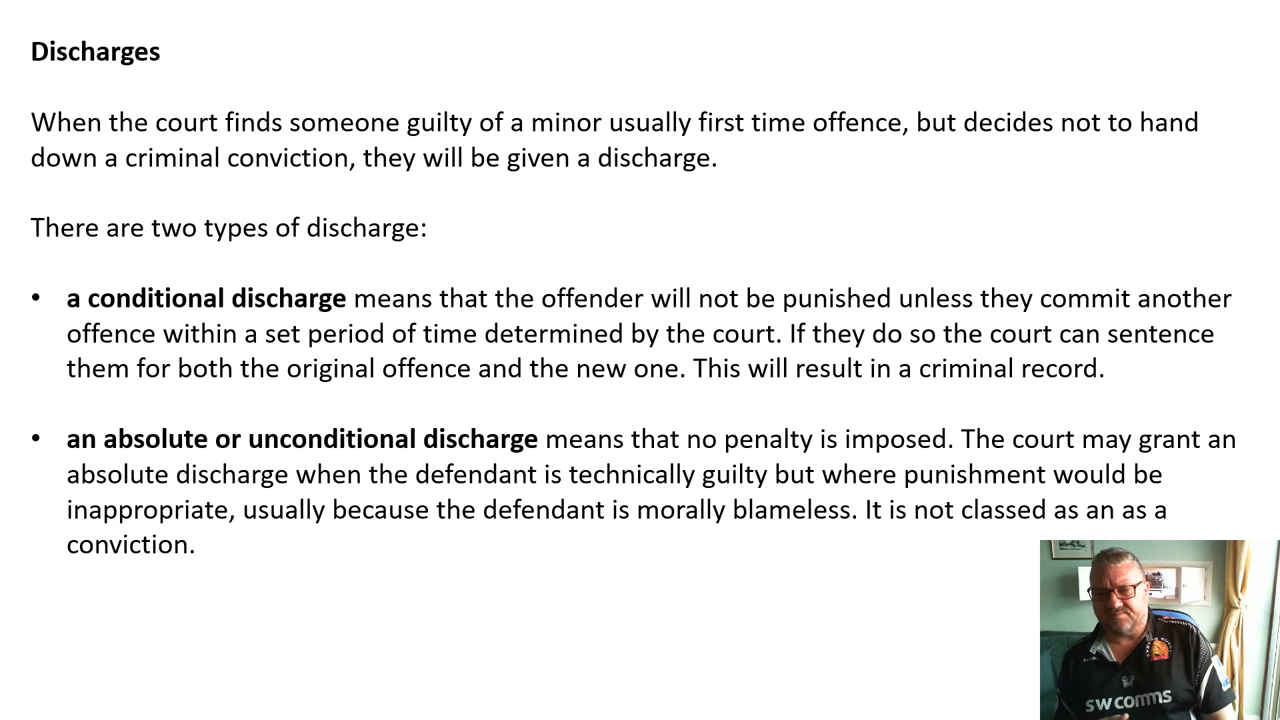 Discharges
When the court finds someone guilty of a minor usually first time offence, but decides not to hand
down a criminal conviction, they will be given a discharge.
There are two types of discharge:
• a conditional discharge means that the offender will not be punished unless they commit another
offence within a set period of time determined by the court. If they do so the court can sentence
them for both the original offence and the new one. This will result in a criminal record.
• an absolute or unconditional discharge means that no penalty is imposed. The court may grant an
absolute discharge when the defendant is technically guilty but where punishment would be
inappropriate, usually because the defendant is morally blameless. It is not classed as an as a
conviction.
swcomms